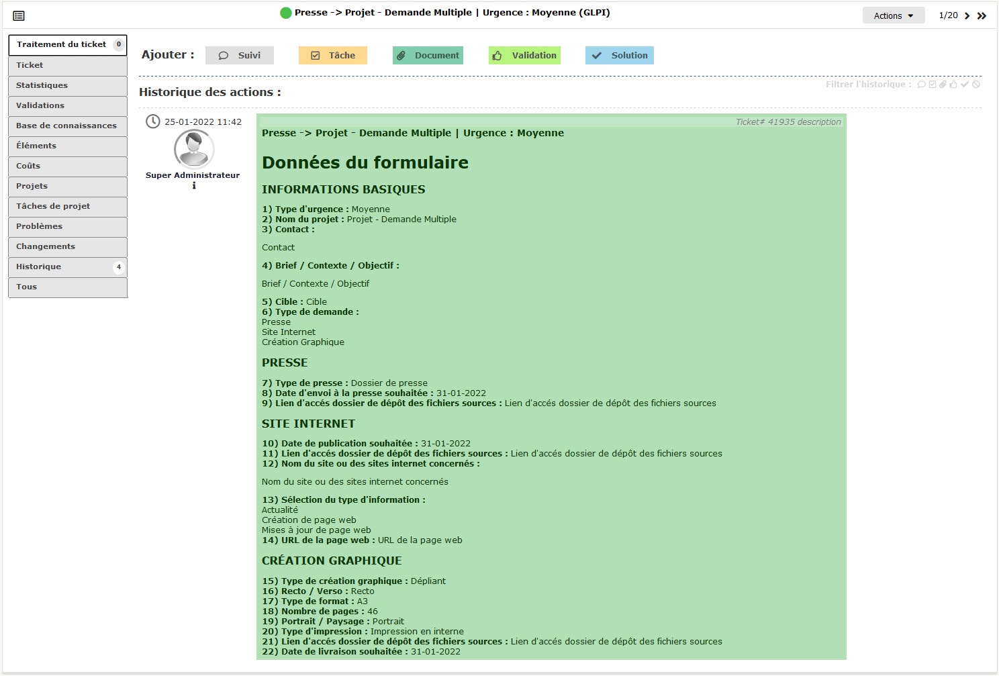 Presse -> Projet - Demande Multiple | Urgence : Moyenne (GLPI)
Actions
1/20
Traitement du ticket 0
Ticket
Statistiques
Validations
Base de connaissances
Éléments
Coûts
Projets
Tâches de projet
Problèmes
Changements
Historique 4
Tous
Ajouter : Suivi Tâche Document Validation Solution
Filtrer l'historique :
Historique des actions :
25-01-2022 11:42
Super Administrateur
Ticket# 41935 description
Presse -> Projet - Demande Multiple | Urgence : Moyenne
Données du formulaire
INFORMATIONS BASIQUES
1) Type d'urgence : Moyenne
2) Nom du projet : Projet - Demande Multiple
3) Contact :
Contact
4) Brief / Contexte / Objectif :
Brief / Contexte / Objectif
5) Cible : Cible
6) Type de demande :
Presse
Site Internet
Création Graphique
PRESSE
7) Type de presse : Dossier de presse
8) Date d'envoi à la presse souhaitée : 31-01-2022
9) Lien d'accés dossier de dépôt des fichiers sources : Lien d'accés dossier de dépôt des fichiers sources
SITE INTERNET
10) Date de publication souhaitée : 31-01-2022
11) Lien d'accés dossier de dépôt des fichiers sources : Lien d'accés dossier de dépôt des fichiers sources
12) Nom du site ou des sites internet concernés :
Nom du site ou des sites internet concernés
13) Sélection du type d'information :
Actualité
Création de page web
Mises à jour de page web
14) URL de la page web : URL de la page web
CRÉATION GRAPHIQUE
15) Type de création graphique : Dépliant
16) Recto / Verso : Recto
17) Type de format : A3
18) Nombre de pages : 46
19) Portrait / Paysage : Portrait
20) Type d'impression : Impression en interne
21) Lien d'accés dossier de dépôt des fichiers sources : Lien d'accés dossier de dépôt des fichiers sources
22) Date de livraison souhaitée : 31-01-2022